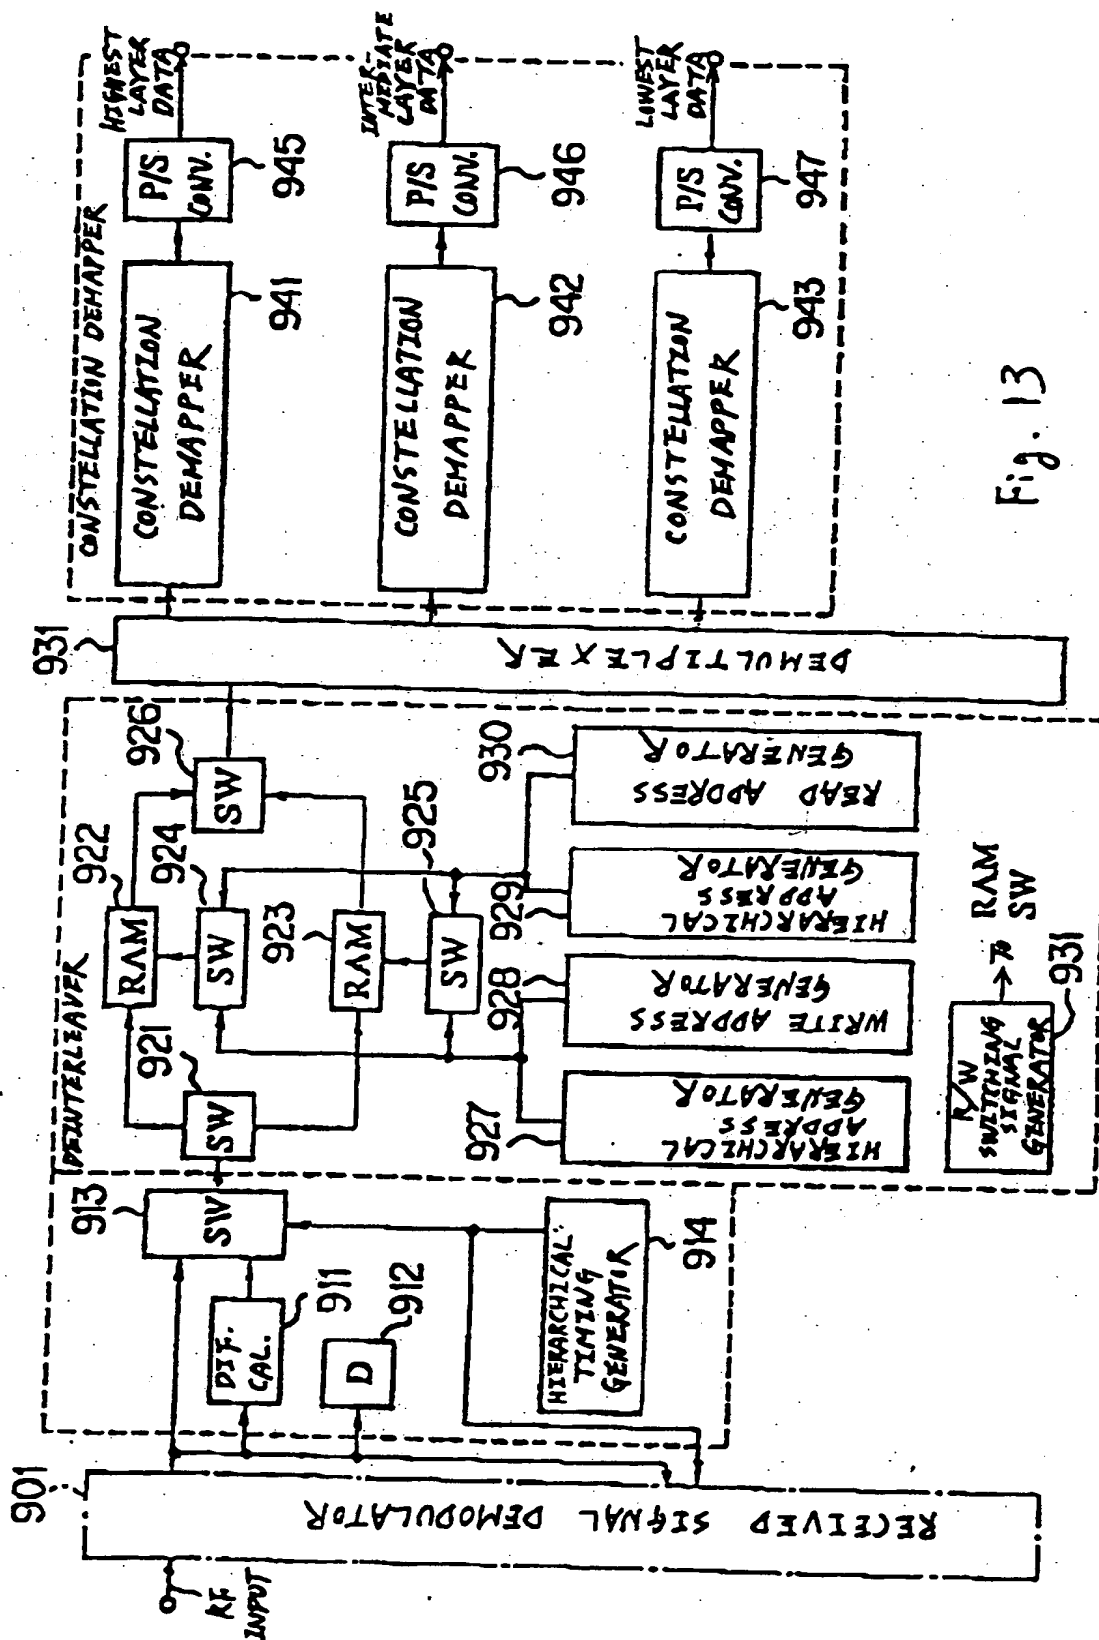 901
RF
INPUT
RECEIVED SIGNAL DEMODULATOR
DIF.
CAL.
911
D
912
913
SW
HIERARCHICAL
TIMING
GENERATOR
914
DEINTERLEAVER
921
SW
922
RAM
924
SW
923
RAM
925
SW
926
SW
927
HIERARCHICAL
ADDRESS
GENERATOR
928
WRITE ADDRESS
GENERATOR
929
HIERARCHICAL
ADDRESS
GENERATOR
930
READ ADDRESS
GENERATOR
R/W
SWITCHING
SIGNAL
GENERATOR
931
TO RAM
SW
931
DEMULTIPLEXER
CONSTELLATION DEMAPPER
CONSTELLATION
DEMAPPER
941
P/S
CONV.
945
HIGHEST
LAYER
DATA
CONSTELLATION
DEMAPPER
942
P/S
CONV.
946
INTER-
MEDIATE
LAYER
DATA
CONSTELLATION
DEMAPPER
943
P/S
CONV.
947
LOWEST
LAYER
DATA
Fig. 13